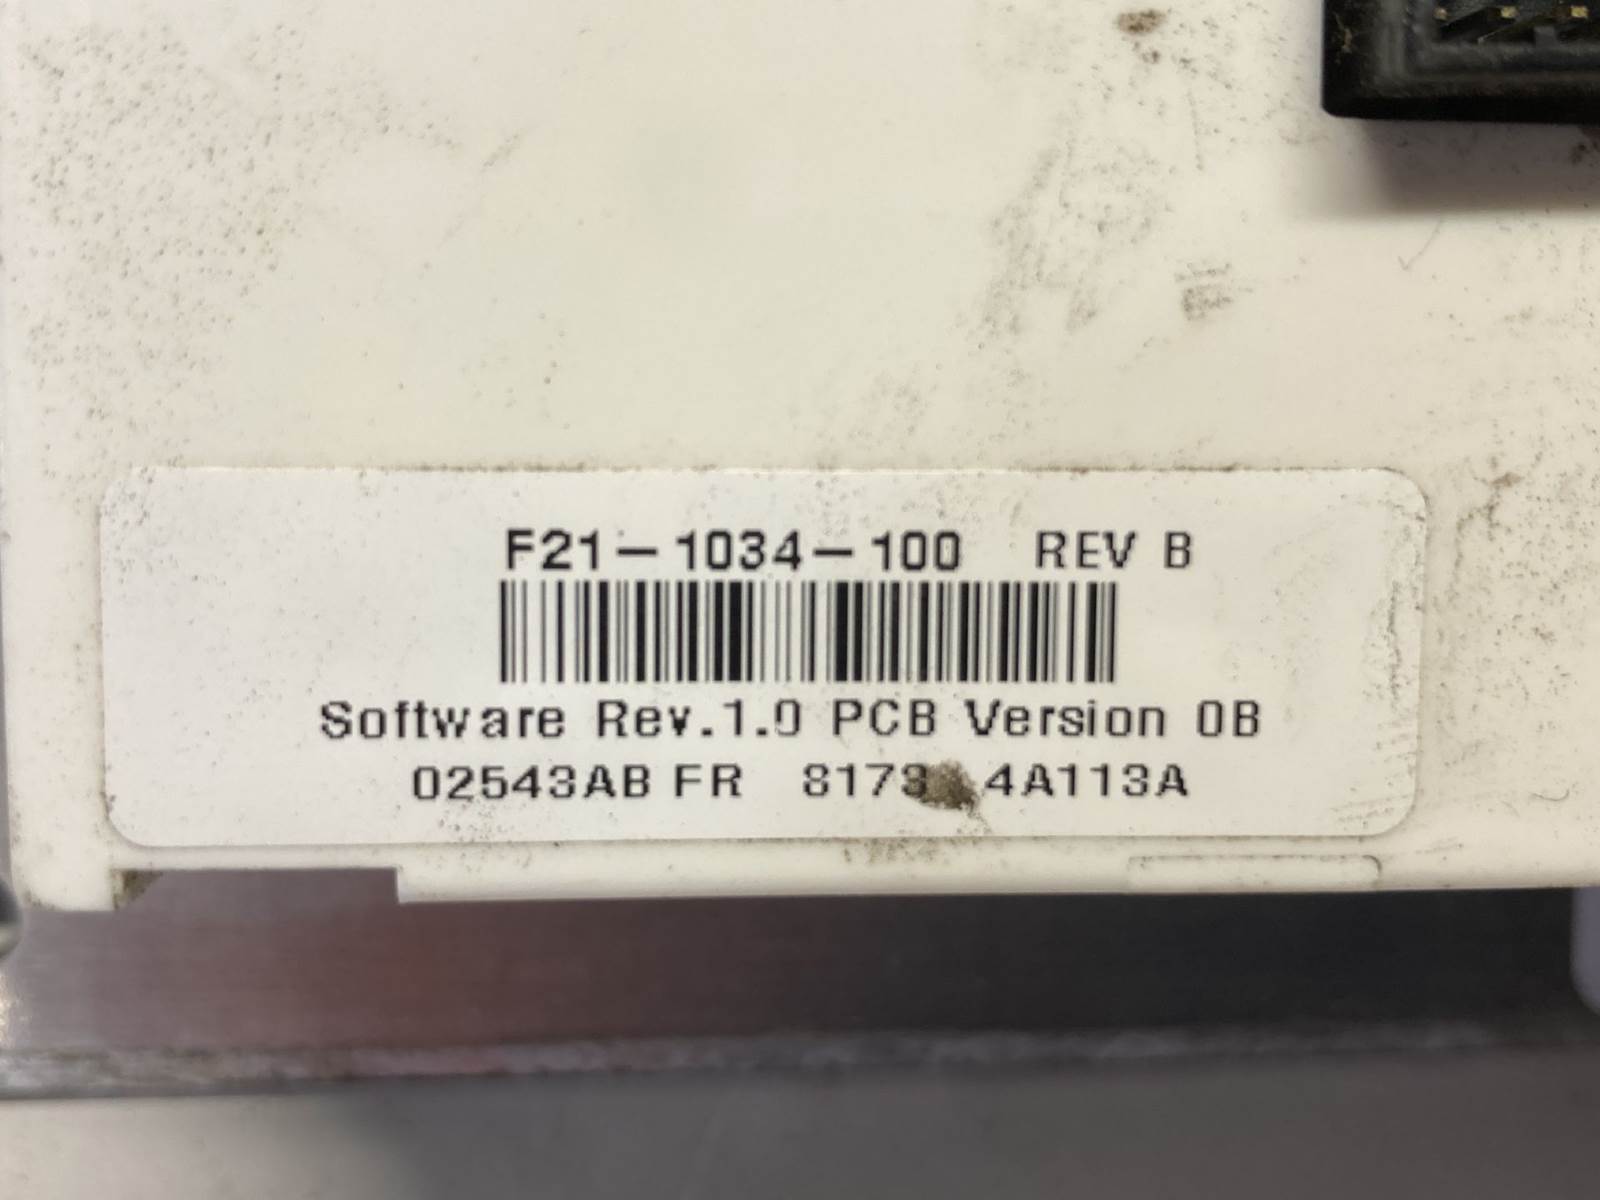 F21-1034-100 REV B
Software Rev.1.0 PCB Version 0B
02543AB FR 4A113A